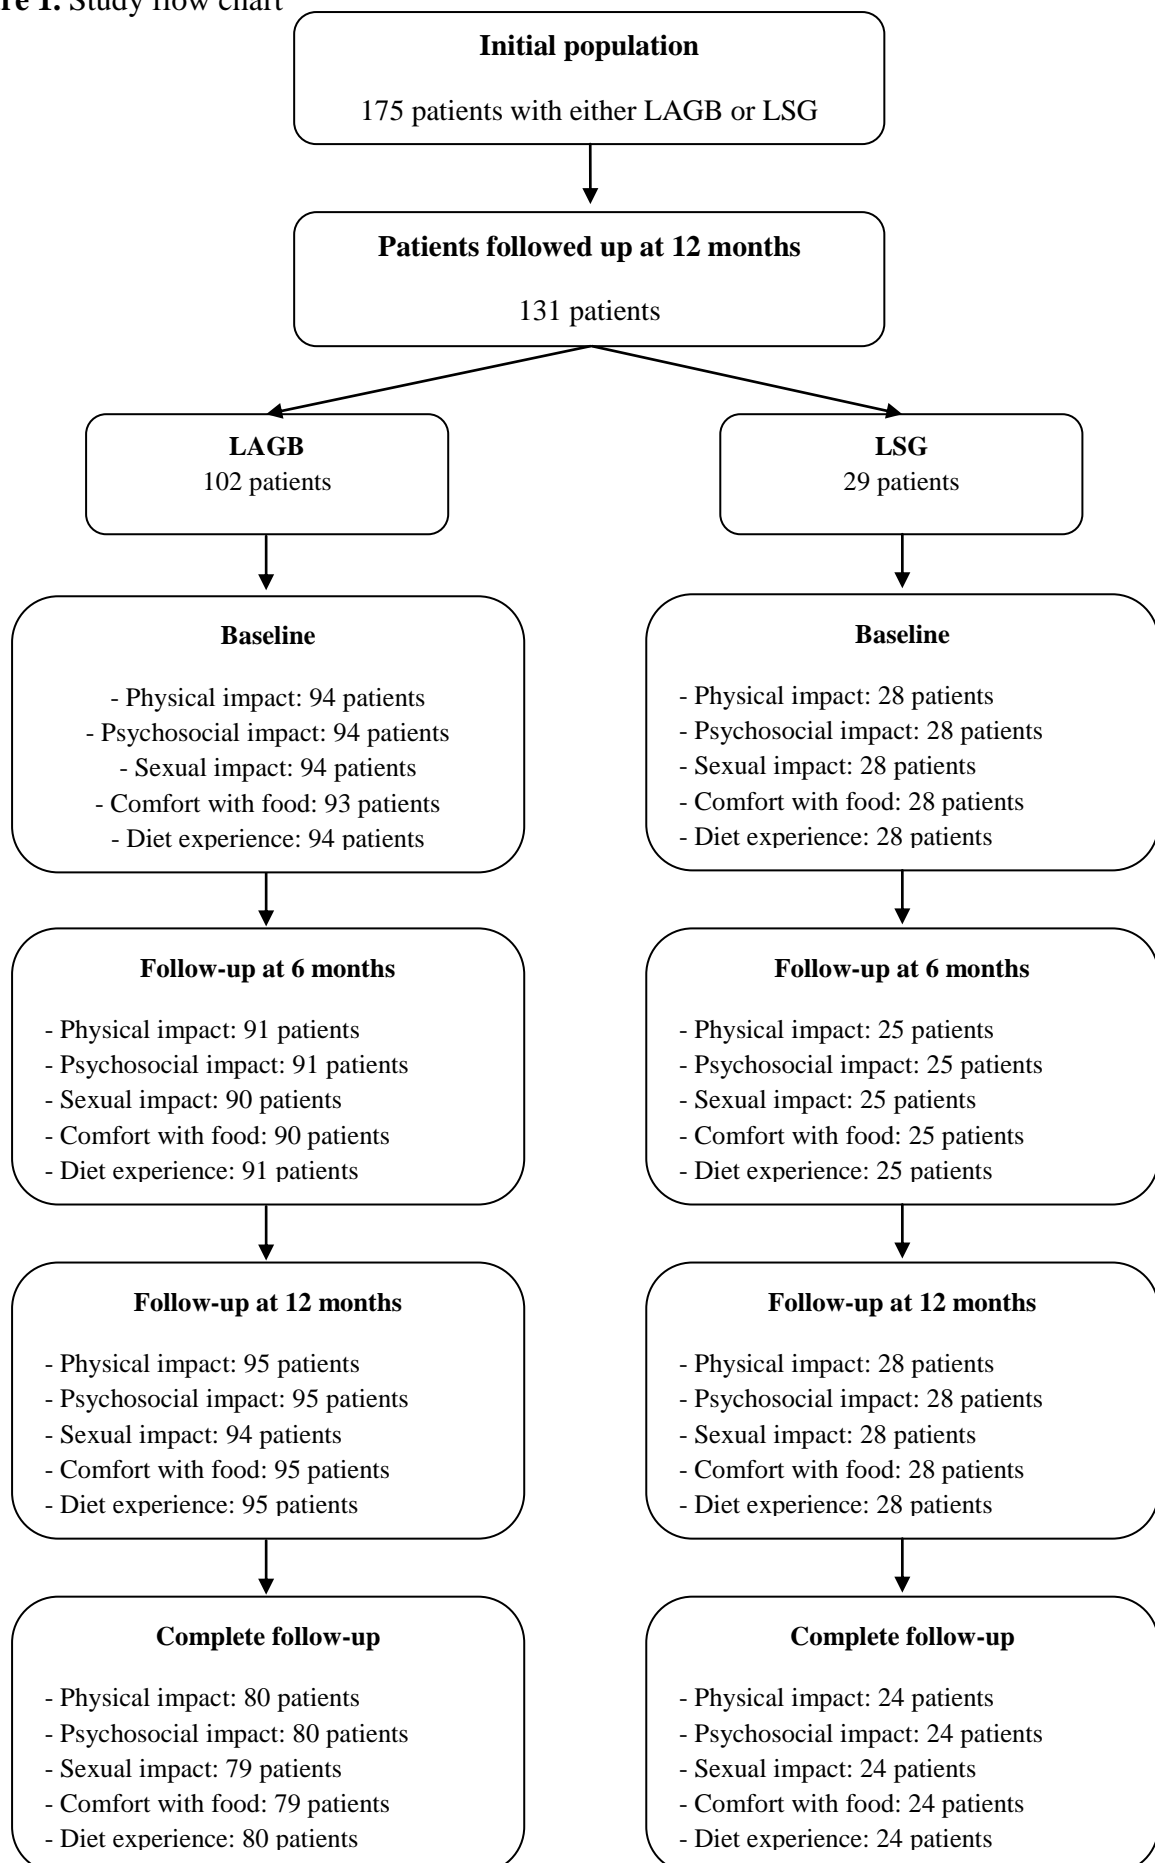 re 1. Study flow chart
Initial population
175 patients with either LAGB or LSG
Patients followed up at 12 months
131 patients
LAGB
102 patients
LSG
29 patients
Baseline
- Physical impact: 94 patients
- Psychosocial impact: 94 patients
- Sexual impact: 94 patients
- Comfort with food: 93 patients
- Diet experience: 94 patients
Baseline
- Physical impact: 28 patients
- Psychosocial impact: 28 patients
- Sexual impact: 28 patients
- Comfort with food: 28 patients
- Diet experience: 28 patients
Follow-up at 6 months
- Physical impact: 91 patients
- Psychosocial impact: 91 patients
- Sexual impact: 90 patients
- Comfort with food: 90 patients
- Diet experience: 91 patients
Follow-up at 6 months
- Physical impact: 25 patients
- Psychosocial impact: 25 patients
- Sexual impact: 25 patients
- Comfort with food: 25 patients
- Diet experience: 25 patients
Follow-up at 12 months
- Physical impact: 95 patients
- Psychosocial impact: 95 patients
- Sexual impact: 94 patients
- Comfort with food: 95 patients
- Diet experience: 95 patients
Follow-up at 12 months
- Physical impact: 28 patients
- Psychosocial impact: 28 patients
- Sexual impact: 28 patients
- Comfort with food: 28 patients
- Diet experience: 28 patients
Complete follow-up
- Physical impact: 80 patients
- Psychosocial impact: 80 patients
- Sexual impact: 79 patients
- Comfort with food: 79 patients
- Diet experience: 80 patients
Complete follow-up
- Physical impact: 24 patients
- Psychosocial impact: 24 patients
- Sexual impact: 24 patients
- Comfort with food: 24 patients
- Diet experience: 24 patients